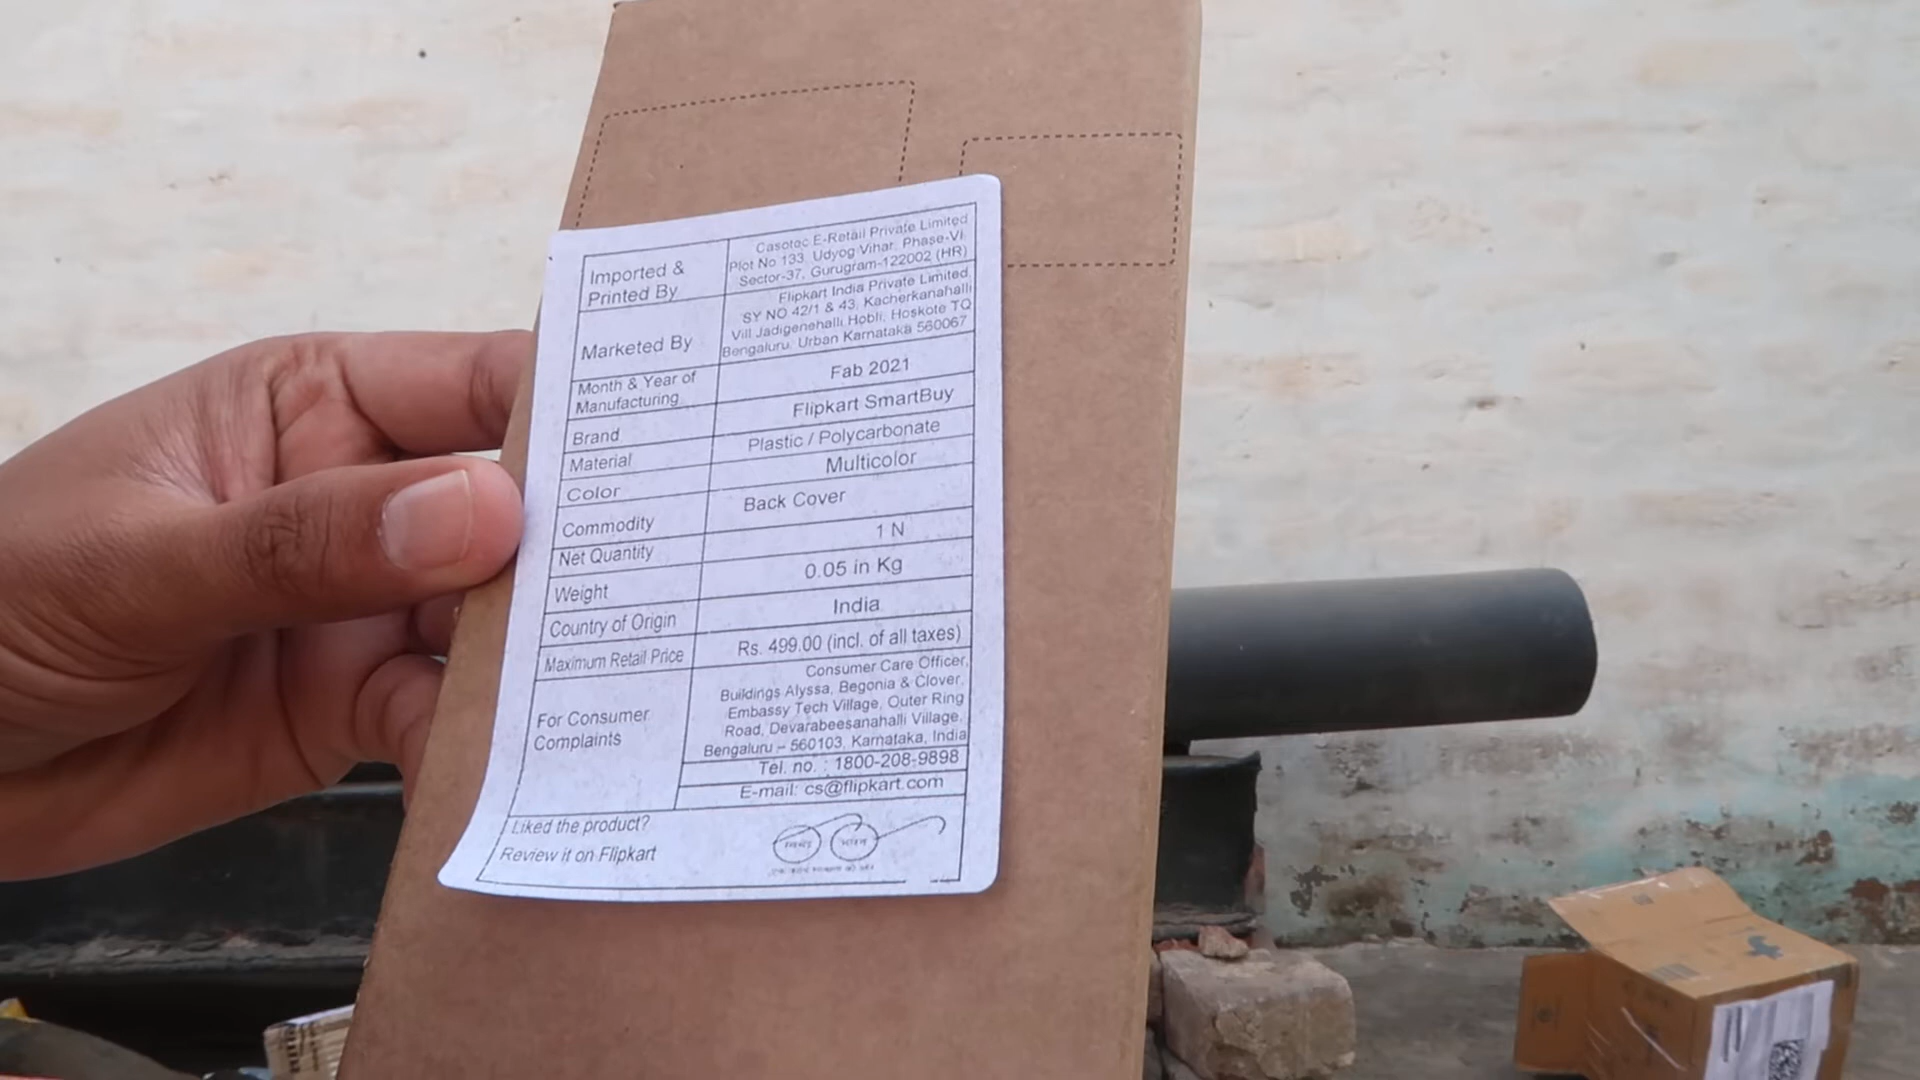 Imported &
Printed By
Casotec E-Retail Private Limited
Plot No 133, Udyog Vihar, Phase-VI
Sector-37, Gurugram-122002 (HR)
Marketed By
Flipkart India Private Limited,
SY NO 42/1 & 43, Kacherkanahalli
Vill Jadigenehalli Hobli, Hoskote TQ
Bengaluru, Urban Karnataka 560067
Month & Year of
Manufacturing
Fab 2021
Brand
Flipkart SmartBuy
Material
Plastic / Polycarbonate
Color
Multicolor
Commodity
Back Cover
Net Quantity
1 N
Weight
0.05 in Kg
Country of Origin
India
Maximum Retail Price
Rs. 499.00 (incl. of all taxes)
For Consumer
Complaints
Consumer Care Officer,
Buildings Alyssa, Begonia & Clover,
Embassy Tech Village, Outer Ring
Road, Devarabeesanahalli Village,
Bengaluru – 560103, Karnataka, India
Tel. no. : 1800-208-9898
E-mail: cs@flipkart.com
Liked the product?
Review it on Flipkart